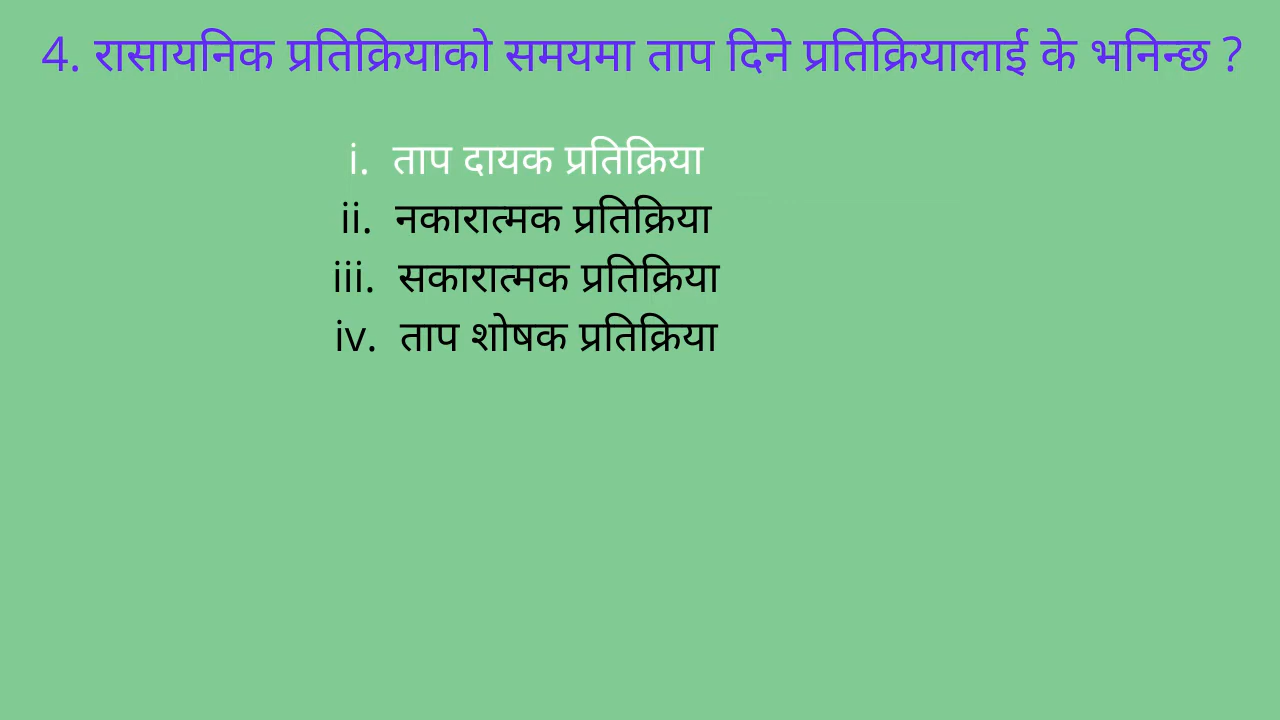 4. रासायनिक प्रतिक्रियाको समयमा ताप दिने प्रतिक्रियालाई के भनिन्छ ?
i. ताप दायक प्रतिक्रिया
ii. नकारात्मक प्रतिक्रिया
iii. सकारात्मक प्रतिक्रिया
iv. ताप शोषक प्रतिक्रिया